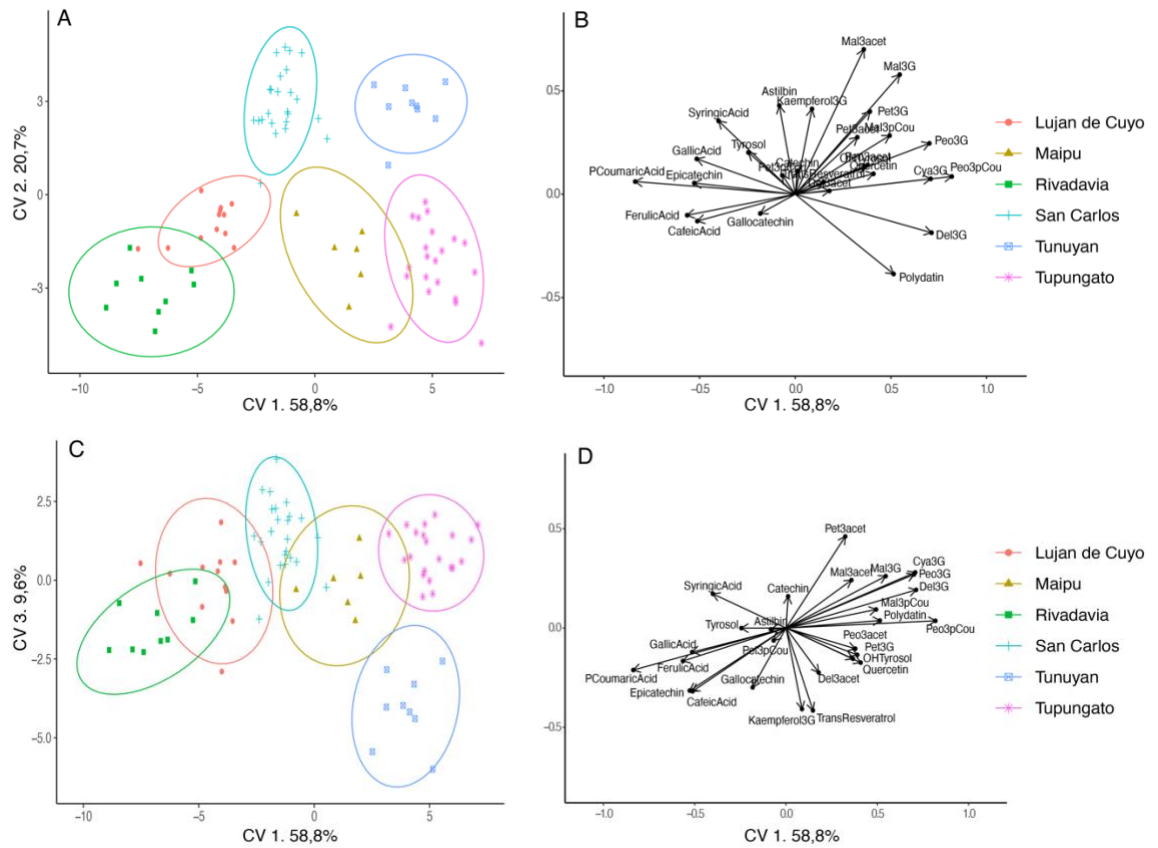 A
CV 2. 20,7%
3
0
−3
−10
−5
0
5
CV 1. 58,8%
B
0.5
0.0
−0.5
−1.0
−0.5
0.0
0.5
1.0
CV 1. 58,8%
Mal3acet
Mal3G
Astilbin
Kaempferol3G
SyringicAcid
Pet3G
Pet3acet
Mal3pCou
Tyrosol
Peo3G
GallicAcid
Catechin
Quercetin
PCoumaricAcid
Epicatechin
Cya3G
Peo3pCou
FerulicAcid
CafeicAcid
Gallocatechin
Del3G
Polydatin
Lujan de Cuyo
Maipu
Rivadavia
San Carlos
Tunuyan
Tupungato
C
CV 3. 9,6%
2.5
0.0
−2.5
−5.0
−10
−5
0
5
CV 1. 58,8%
D
0.5
0.0
−0.5
−1.0
−0.5
0.0
0.5
1.0
CV 1. 58,8%
Pet3acet
Cya3G
Mal3G
Peo3G
Mal3acet
Del3G
SyringicAcid
Catechin
Mal3pCou
Polydatin
Tyrosol
Astilbin
Peo3pCou
Peo3acet
GallicAcid
Pet3pCou
Pet3G
OHTyrosol
FerulicAcid
Quercetin
PCoumaricAcid
Gallocatechin
Del3acet
Epicatechin
CafeicAcid
Kaempferol3G
TransResveratrol
Lujan de Cuyo
Maipu
Rivadavia
San Carlos
Tunuyan
Tupungato